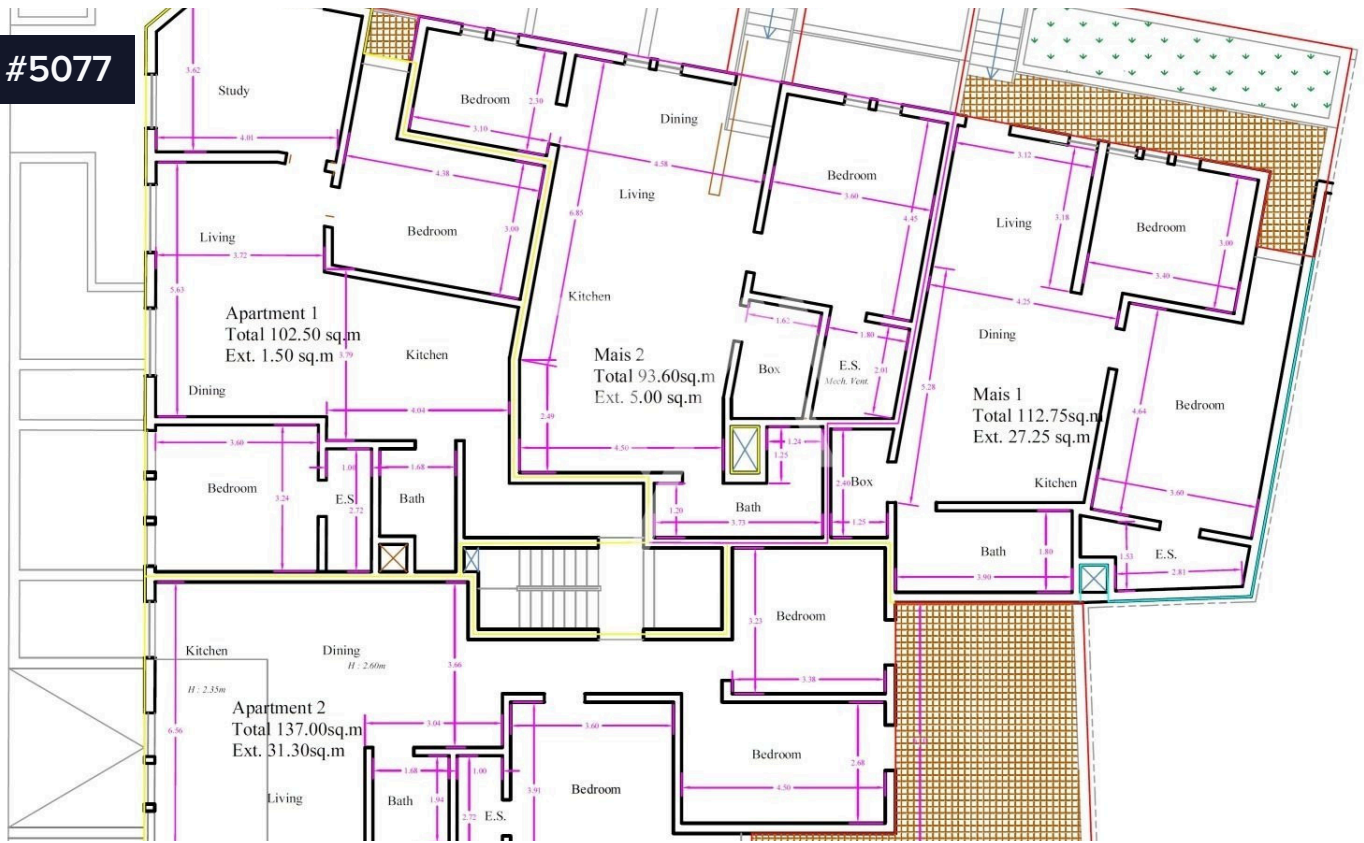 #5077
3.62
Study
4.01
Bedroom
2.30
3.10
Dining
4.58
Living
6.85
Bedroom
3.60
4.45
3.12
3.18
Living
Bedroom
3.00
3.40
4.25
4.38
Bedroom
3.00
Living
3.72
5.63
Apartment 1
Total 102.50 sq.m
Ext. 1.50 sq.m
3.79
Kitchen
Dining
4.04
Kitchen
Mais 2
Total 93.60sq.m
Ext. 5.00 sq.m
2.49
4.50
1.62
Box
1.80
E.S.
Mech. Vent.
2.01
Dining
5.28
Mais 1
Total 112.75sq.m
Ext. 27.25 sq.m
4.64
Bedroom
3.60
Kitchen
3.60
Bedroom
3.24
1.00
E.S.
2.72
1.68
Bath
1.24
1.25
1.20
Bath
3.73
2.40
Box
1.25
Bath
1.80
3.90
1.53
E.S.
2.81
Kitchen
H : 2.35m
Dining
H : 2.60m
3.66
Bedroom
3.23
3.38
6.56
Apartment 2
Total 137.00sq.m
Ext. 31.30sq.m
3.04
3.60
Bedroom
2.68
4.50
Living
1.68
Bath
1.94
1.00
2.72
E.S.
3.91
Bedroom